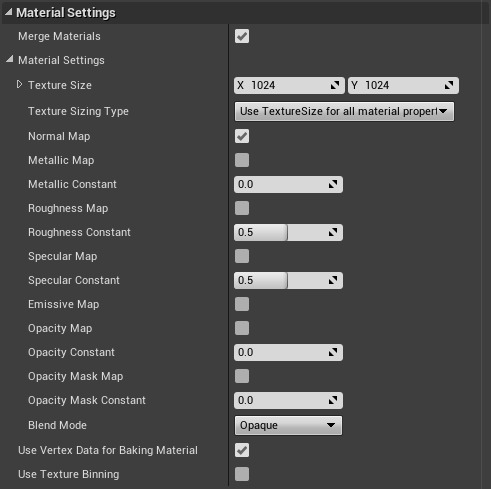 Material Settings
Merge Materials
Material Settings
Texture Size X 1024 Y 1024
Texture Sizing Type Use TextureSize for all material propert
Normal Map
Metallic Map
Metallic Constant 0.0
Roughness Map
Roughness Constant 0.5
Specular Map
Specular Constant 0.5
Emissive Map
Opacity Map
Opacity Constant 0.0
Opacity Mask Map
Opacity Mask Constant 0.0
Blend Mode Opaque
Use Vertex Data for Baking Material
Use Texture Binning